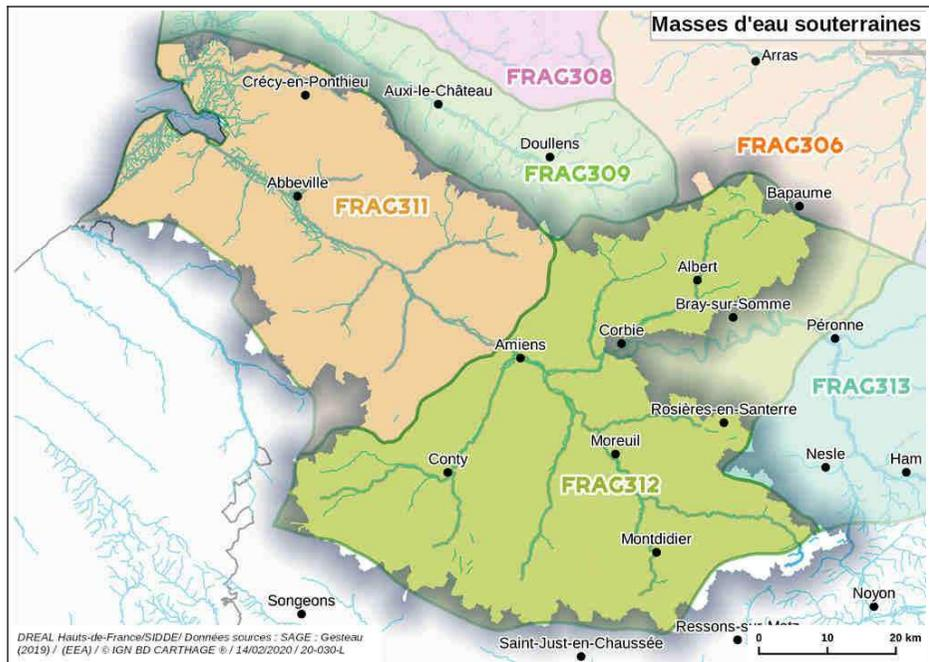 Masses d'eau souterraines
Arras
FRAG308
Crécy-en-Ponthieu
Auxi-le-Château
Doullens
FRAG306
FRAG309
Abbeville
FRAG311
Bapaume
Albert
Bray-sur-Somme
Corbie
Péronne
Amiens
FRAG313
Rosières-en-Santerre
Moreuil
Conty
Nesle
Ham
FRAG312
Montdidier
Songeons
Noyon
Ressons-sur-Matz
Saint-Just-en-Chaussée
0 10 20 km
DREAL Hauts-de-France/SIDDE/ Données sources : SAGE : Gesteau
(2019) / (EEA) / © IGN BD CARTHAGE ® / 14/02/2020 / 20-030-L